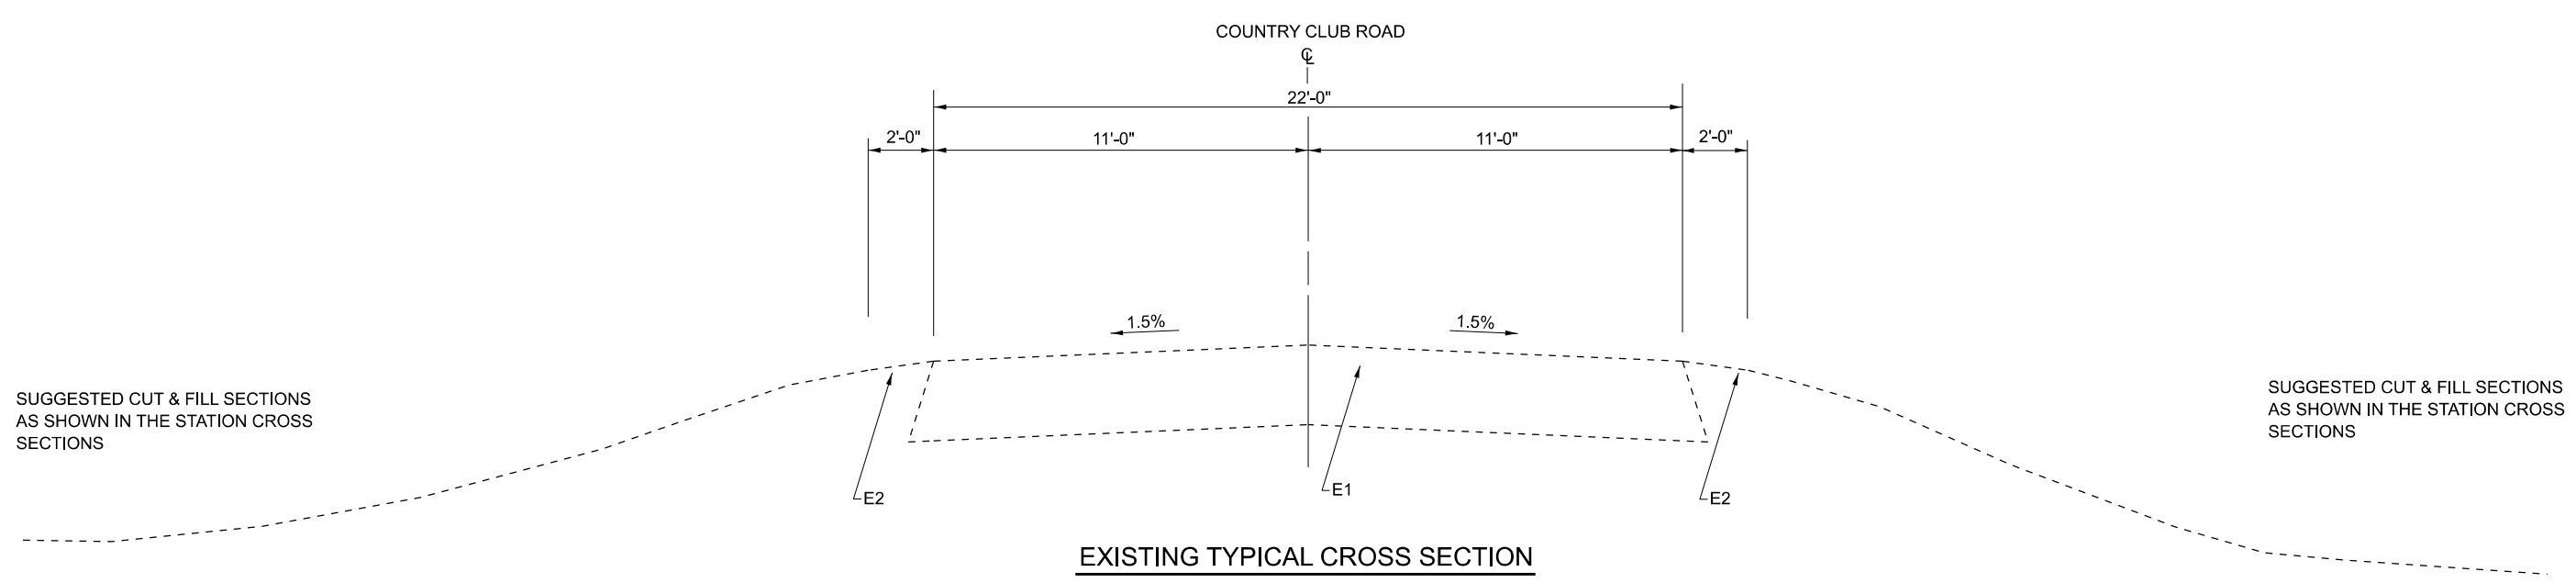 COUNTRY CLUB ROAD
℄
22'-0"
2'-0"
11'-0"
11'-0"
2'-0"
1.5%
1.5%
SUGGESTED CUT & FILL SECTIONS
AS SHOWN IN THE STATION CROSS
SECTIONS
SUGGESTED CUT & FILL SECTIONS
AS SHOWN IN THE STATION CROSS
SECTIONS
E2
E1
E2
EXISTING TYPICAL CROSS SECTION